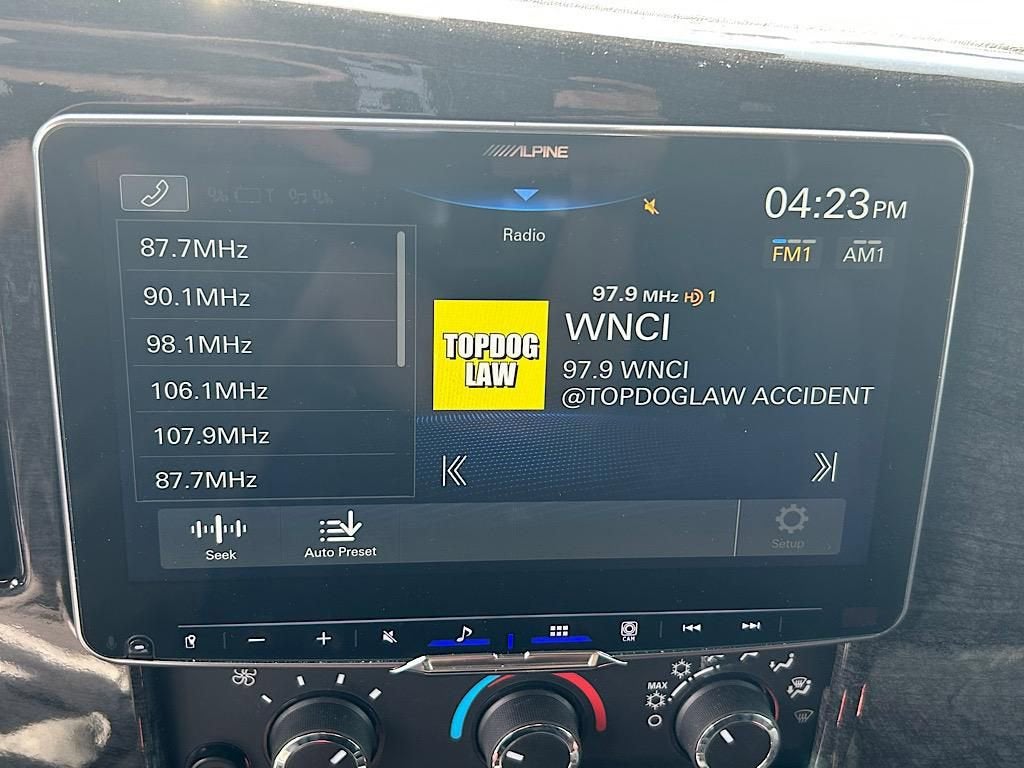 ALPINE
Radio
04:23PM
FM1 AM1
87.7MHz
90.1MHz
98.1MHz
106.1MHz
107.9MHz
87.7MHz
97.9 MHz HD 1
WNCI
TOPDOG
LAW
97.9 WNCI
@TOPDOGLAW ACCIDENT
Seek
Auto Preset
Setup
CAM
MAX